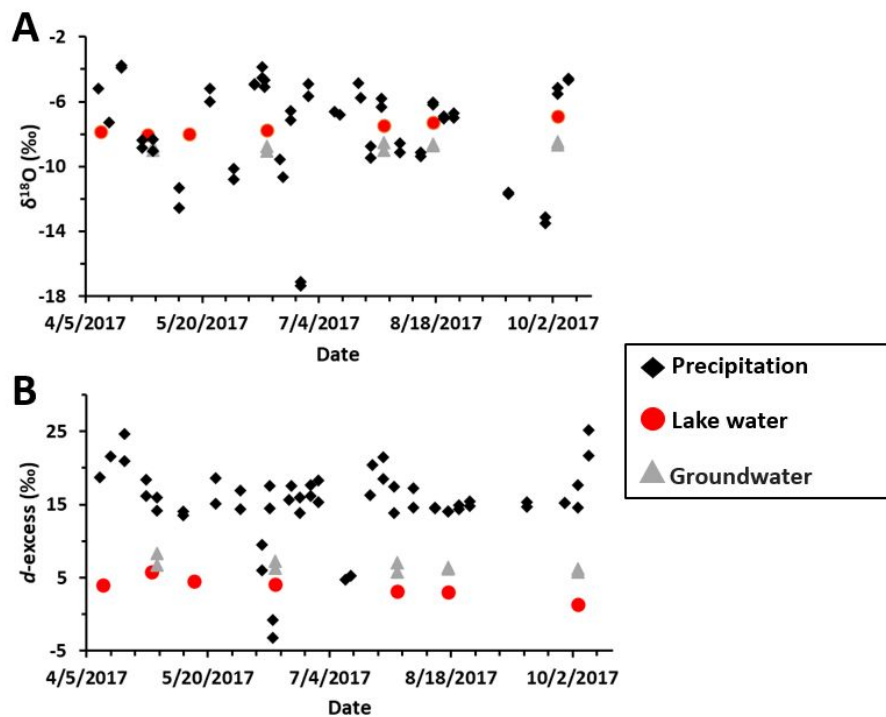 A
-2
-6
-10
-14
-18
δ¹⁸O (‰)
4/5/2017 5/20/2017 7/4/2017 8/18/2017 10/2/2017
Date
B
25
15
5
-5
d-excess (‰)
4/5/2017 5/20/2017 7/4/2017 8/18/2017 10/2/2017
Date
Precipitation
Lake water
Groundwater